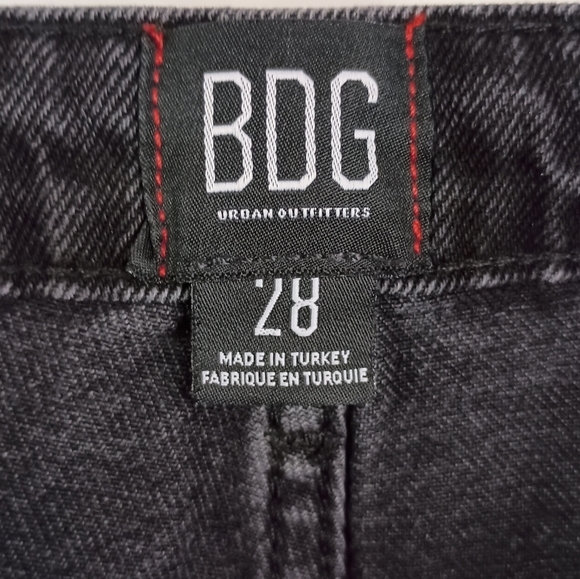 BDG
URBAN OUTFITTERS
28
MADE IN TURKEY
FABRIQUE EN TURQUIE